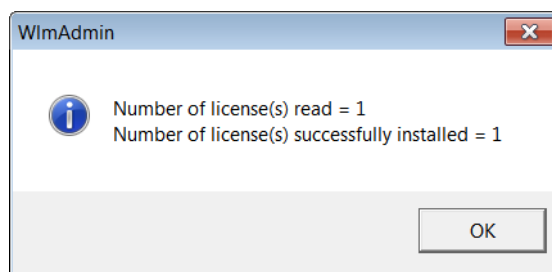 WlmAdmin
Number of license(s) read = 1
Number of license(s) successfully installed = 1
OK